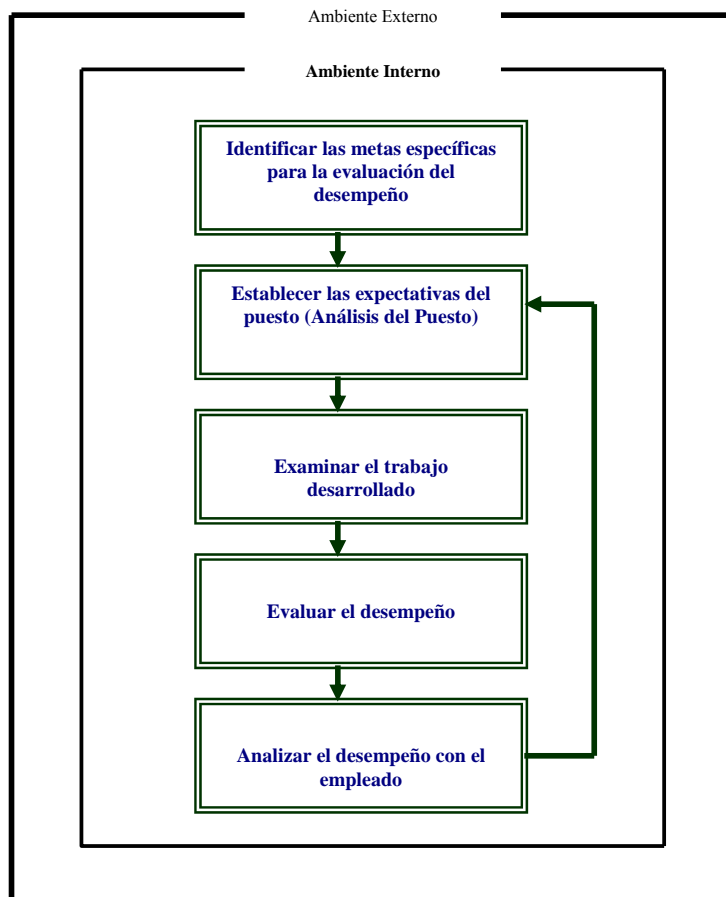 Ambiente Externo
Ambiente Interno
Identificar las metas específicas
para la evaluación del
desempeño
Establecer las expectativas del
puesto (Análisis del Puesto)
Examinar el trabajo
desarrollado
Evaluar el desempeño
Analizar el desempeño con el
empleado